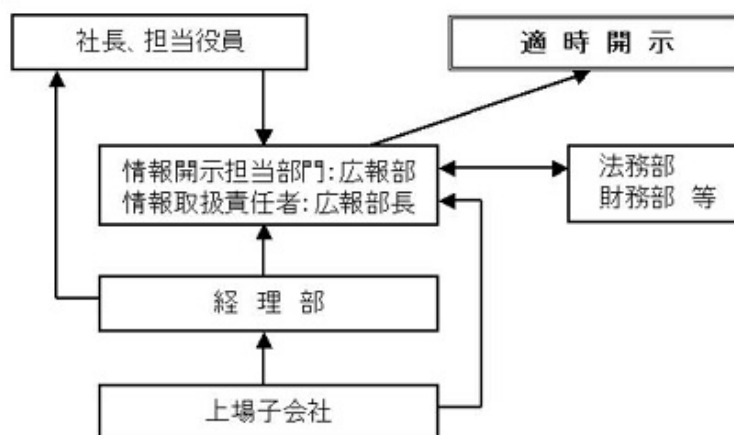 社長、担当役員
適 時 開 示
情報開示担当部門:広報部
情報取扱責任者:広報部長
法務部
財務部 等
経 理 部
上場子会社